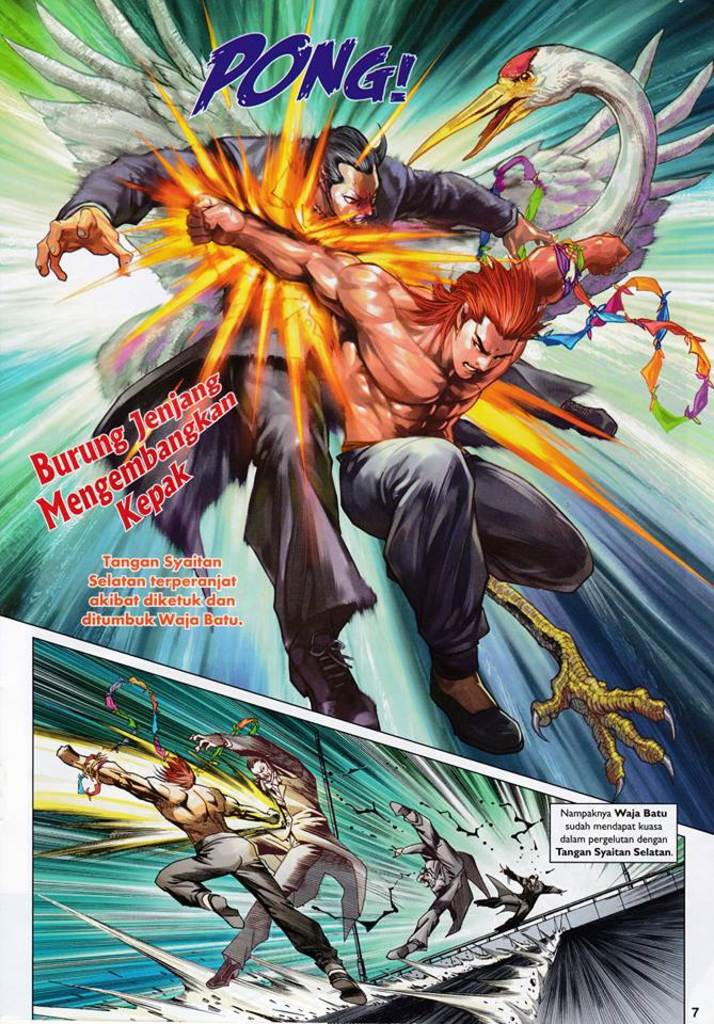 PONG!
Burung Jenjang
Mengembangkan
Kepak
Tangan Syaitan
Selatan terperanjat
akibat diketuk dan
ditumbuk Waja Batu.
Nampaknya Waja Batu
sudah mendapat kuasa
dalam pergelutan dengan
Tangan Syaitan Selatan.
7